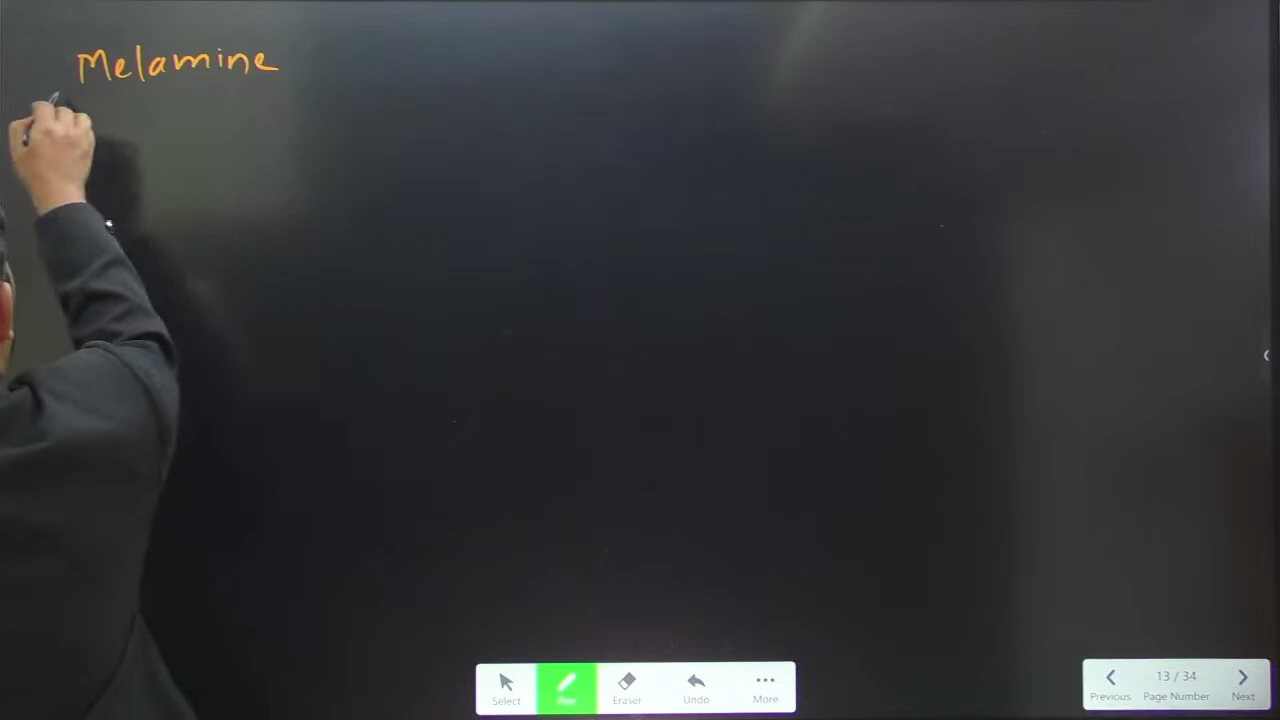 Melamine
Select
Pen
Eraser
Undo
More
13 / 34
Previous
Page Number
Next